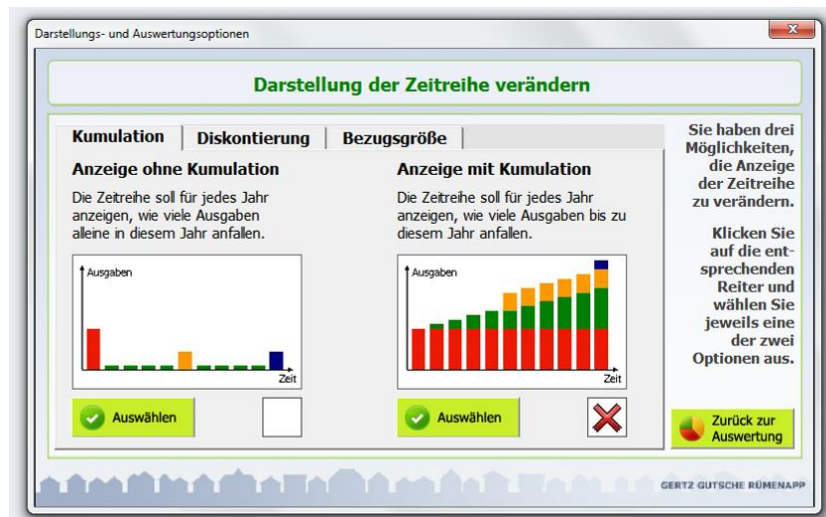 Darstellungs- und Auswertungsoptionen
Darstellung der Zeitreihe verändern
Kumulation
Diskontierung
Bezugsgröße
Anzeige ohne Kumulation
Die Zeitreihe soll für jedes Jahr
anzeigen, wie viele Ausgaben
alleine in diesem Jahr anfallen.
Ausgaben
Zeit
Auswählen
Anzeige mit Kumulation
Die Zeitreihe soll für jedes Jahr
anzeigen, wie viele Ausgaben bis zu
diesem Jahr anfallen.
Ausgaben
Zeit
Auswählen
Sie haben drei
Möglichkeiten,
die Anzeige
der Zeitreihe
zu verändern.
Klicken Sie
auf die ent-
sprechenden
Reiter und
wählen Sie
jeweils eine
der zwei
Optionen aus.
Zurück zur
Auswertung
GERTZ GUTSCHE RÜMENAPP